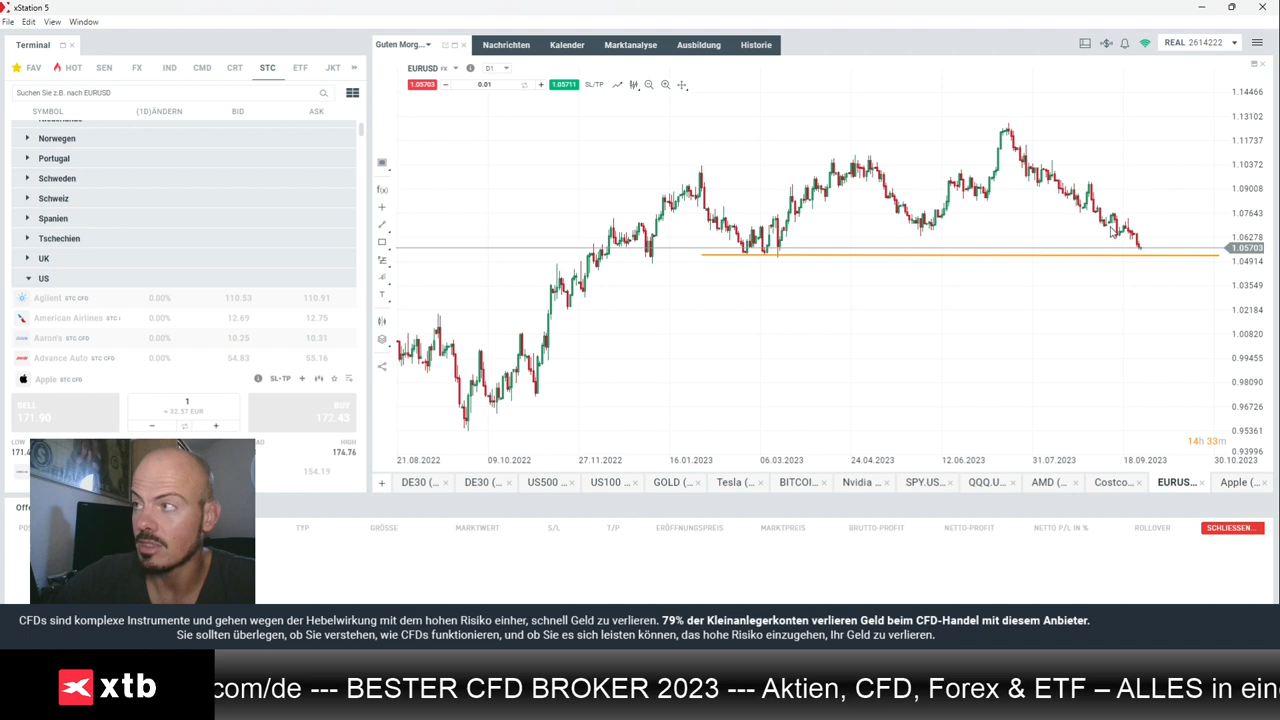 xStation 5
File Edit View Window
Terminal
Guten Morg...
Nachrichten Kalender Marktanalyse Ausbildung Historie
REAL 2614222
FAV HOT SEN FX IND CMD CRT STC ETF JKT
EURUSD FX D1
1.05703 0.01 1.05711 SL/TP
Suchen Sie z.B. nach EURUSD
SYMBOL (1D)ÄNDERN BID ASK
Norwegen
Portugal
Schweden
Schweiz
Spanien
Tschechien
UK
US
Agilent STC CFD 0.00% 110.53 110.91
American Airlines STC 0.00% 12.69 12.75
Aaron's STC CFD 0.00% 10.25 10.31
Advance Auto STC CFD 0.00% 54.83 55.16
Apple STC CFD SL•TP
SELL
171.90
1
≈ 32.57 EUR
BUY
172.43
LOW HIGH
171.4 174.76
154.19
1.14466
1.13102
1.11737
1.10372
1.09008
1.07643
1.06278
1.05703
1.04914
1.03549
1.02184
1.00820
0.99455
0.98090
0.96726
0.95361
0.93996
14h 33m
21.08.2022 09.10.2022 27.11.2022 16.01.2023 06.03.2023 24.04.2023 12.06.2023 31.07.2023 18.09.2023 30.10.2023
DE30 (... DE30 (... US500 ... US100 ... GOLD (... Tesla (... BITCOI... Nvidia ... SPY.US... QQQ.U... AMD (... Costco... EURUS... Apple (...
TYP GRÖSSE MARKTWERT S/L T/P ERÖFFNUNGSPREIS MARKTPREIS BRUTTO-PROFIT NETTO-PROFIT NETTO P/L IN % ROLLOVER SCHLIESSEN...
CFDs sind komplexe Instrumente und gehen wegen der Hebelwirkung mit dem hohen Risiko einher, schnell Geld zu verlieren. 79% der Kleinanlegerkonten verlieren Geld beim CFD-Handel mit diesem Anbieter.
Sie sollten überlegen, ob Sie verstehen, wie CFDs funktionieren, und ob Sie es sich leisten können, das hohe Risiko einzugehen, Ihr Geld zu verlieren.
xtb
com/de --- BESTER CFD BROKER 2023 --- Aktien, CFD, Forex & ETF – ALLES in ein